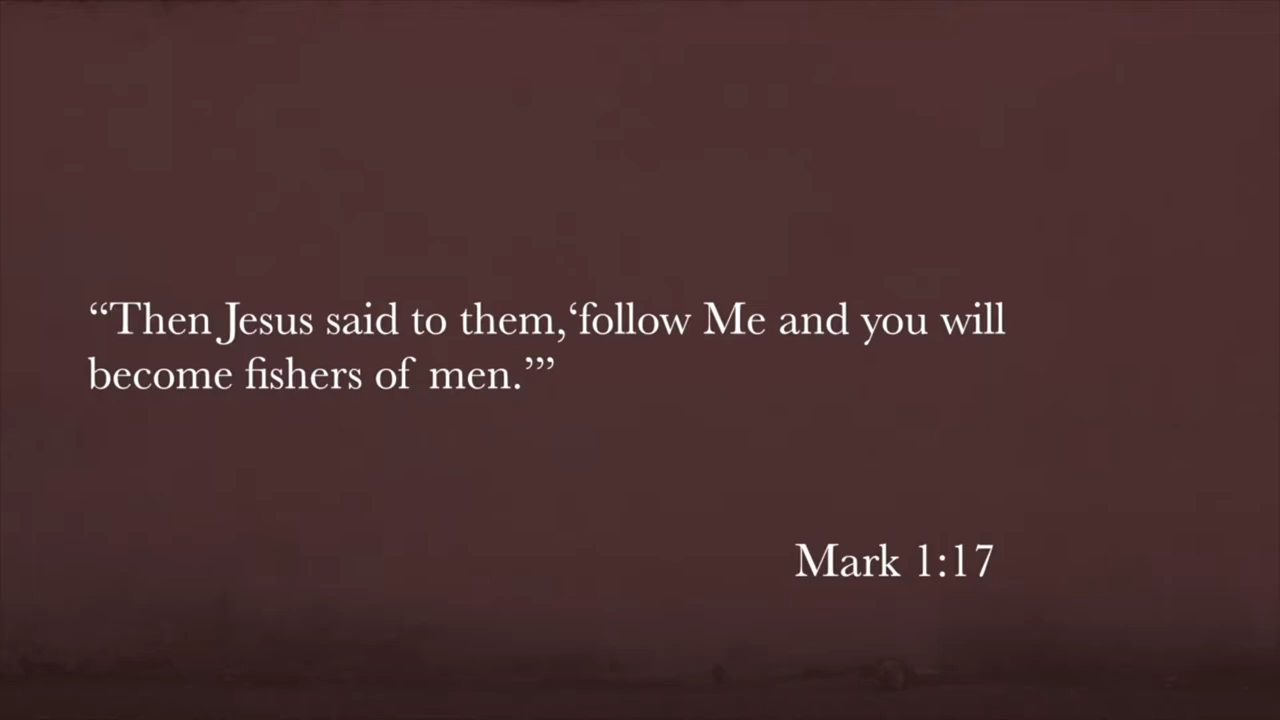 “Then Jesus said to them,‘follow Me and you will
become fishers of men.’”
Mark 1:17